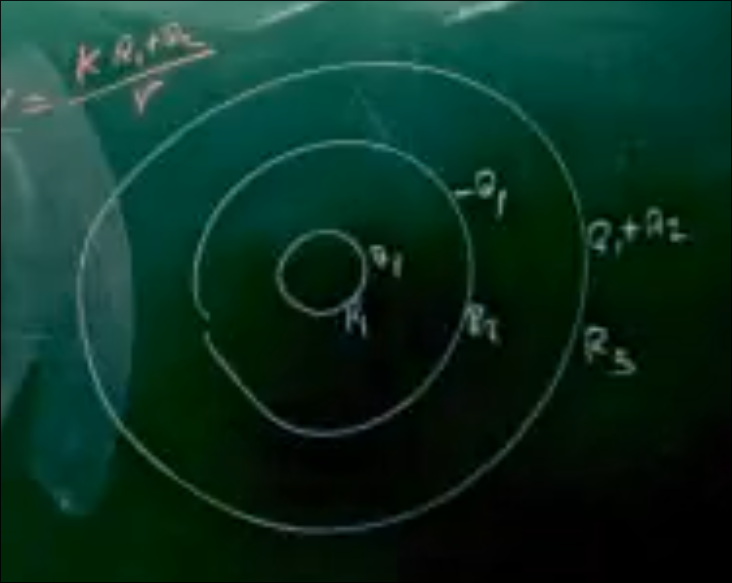 V = K Q₁+Q₂ / r
-Q₁
Q₁+Q₂
Q₁
R₁
R₂
R₃